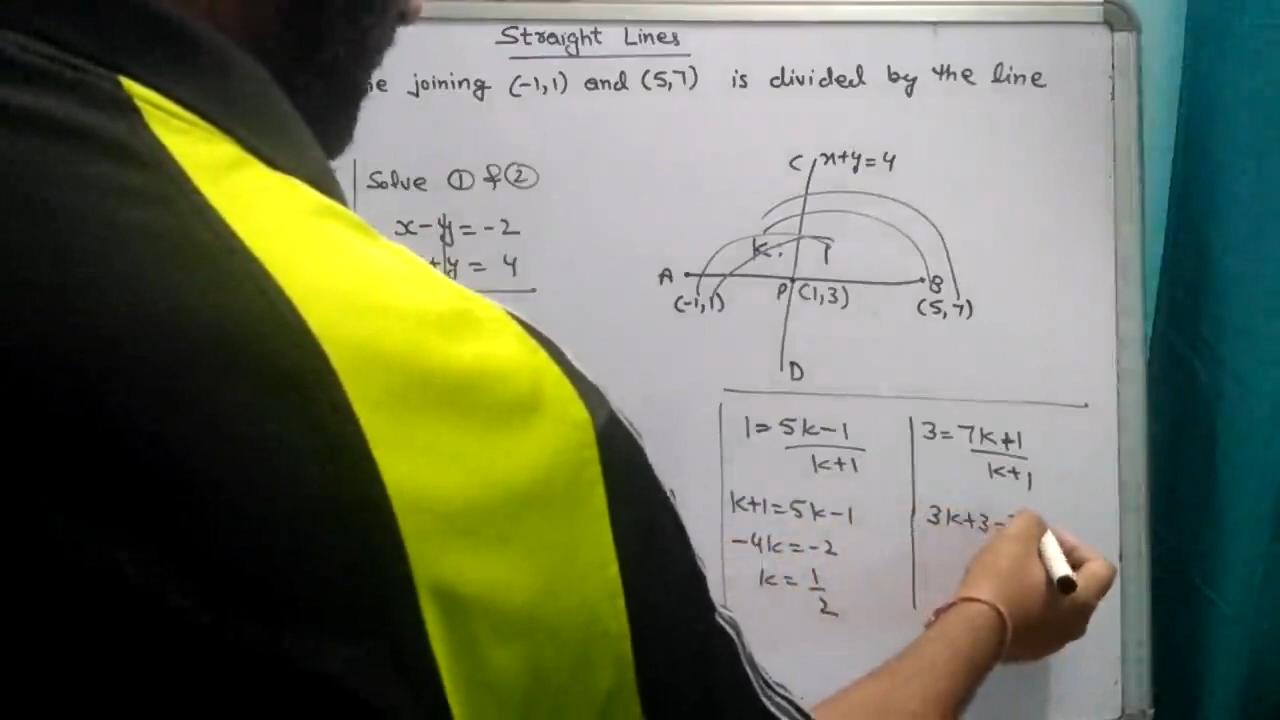 Straight Lines
joining (-1,1) and (5,7) is divided by the line
Solve ① & ②
x-y=-2
y=4
C x+y=4
K : 1
A P (1,3) B
(-1,1) (5,7)
D
1=5k-1
k+1
k+1=5k-1
-4k=-2
k=1
2
3=7k+1
k+1
3k+3